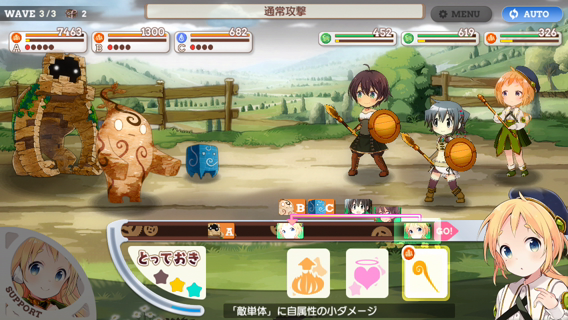 WAVE 3/3 2
通常攻撃
MENU
AUTO
7463
1300
682
452
619
326
A
B
C
B C
A
GO!
とっておき
SUPPORT
「敵単体」に自属性の小ダメージ